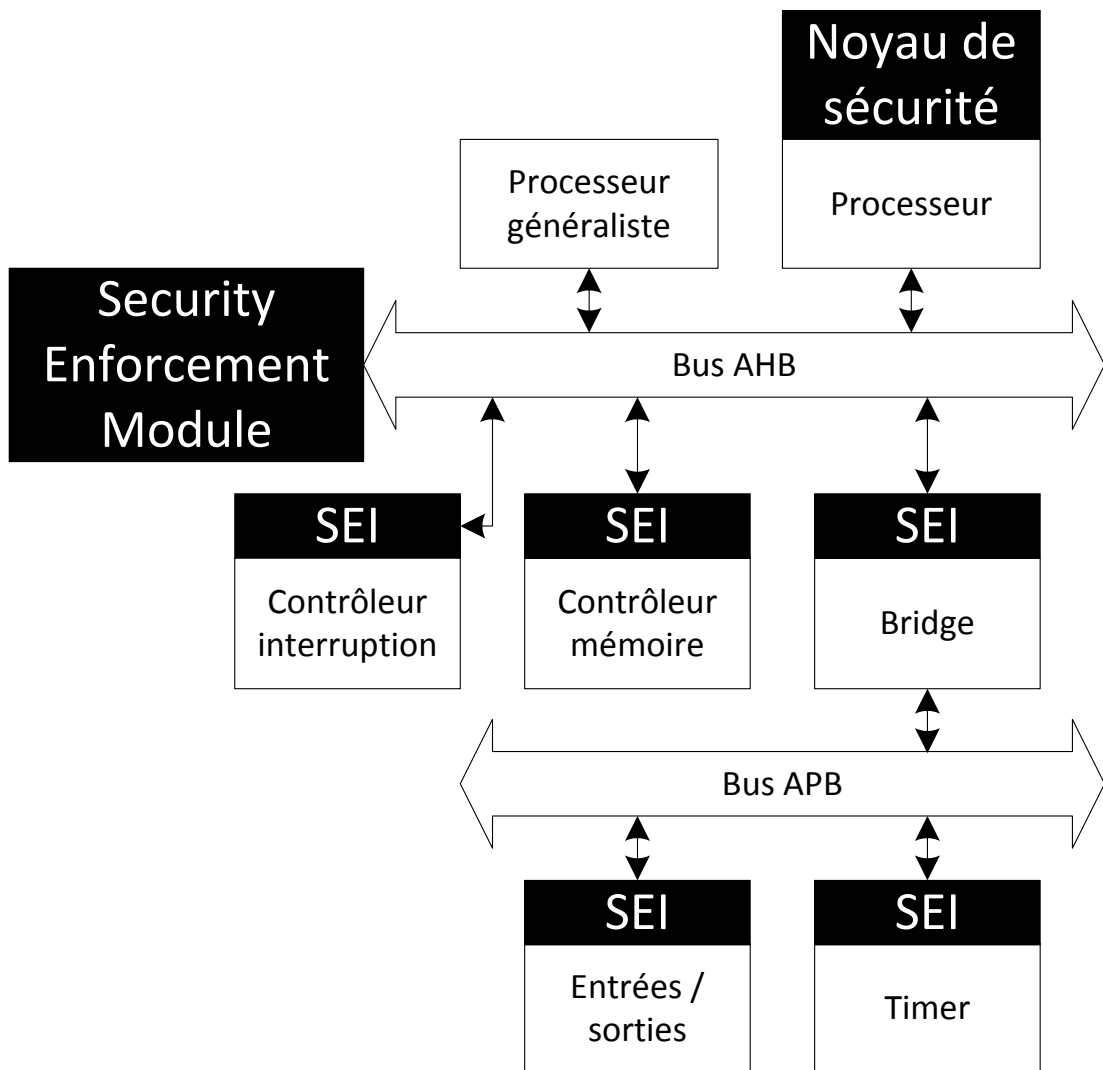 Noyau de
sécurité
Processeur
généraliste
Processeur
Security
Enforcement
Module
Bus AHB
SEI
SEI
SEI
Contrôleur
interruption
Contrôleur
mémoire
Bridge
Bus APB
SEI
SEI
Entrées /
sorties
Timer